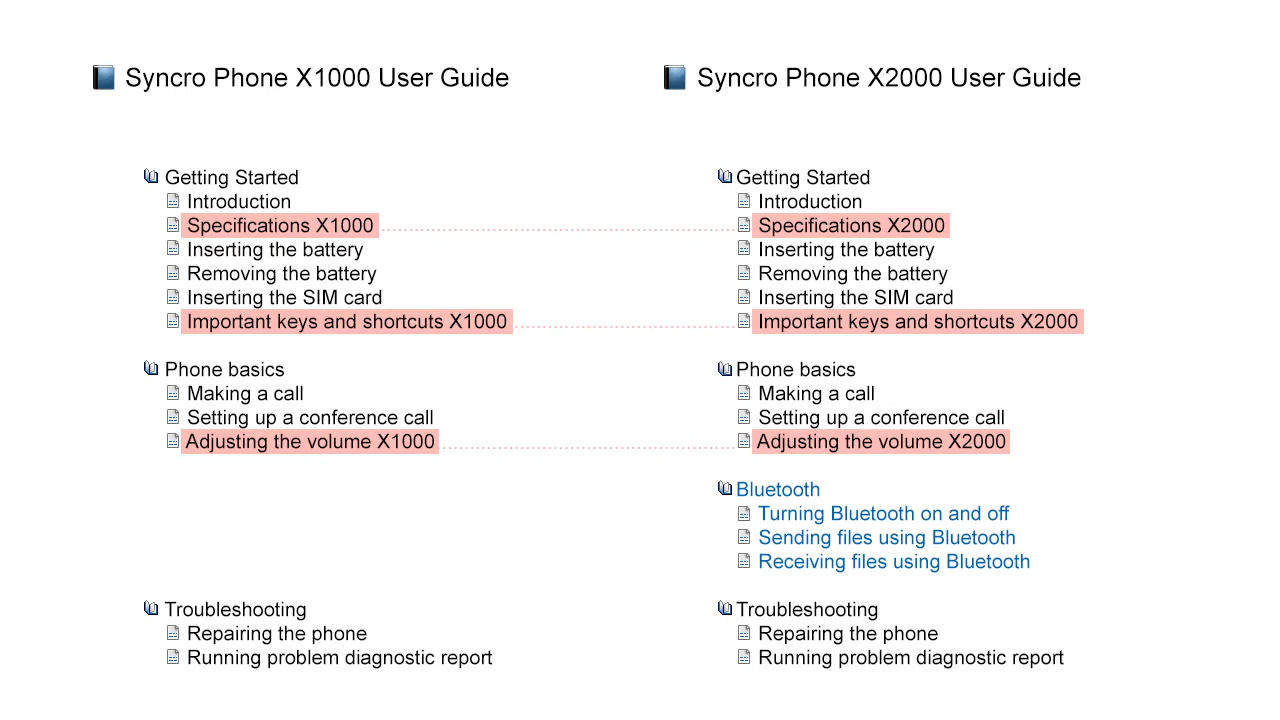 Syncro Phone X1000 User Guide
Getting Started
Introduction
Specifications X1000
Inserting the battery
Removing the battery
Inserting the SIM card
Important keys and shortcuts X1000
Phone basics
Making a call
Setting up a conference call
Adjusting the volume X1000
Troubleshooting
Repairing the phone
Running problem diagnostic report
Syncro Phone X2000 User Guide
Getting Started
Introduction
Specifications X2000
Inserting the battery
Removing the battery
Inserting the SIM card
Important keys and shortcuts X2000
Phone basics
Making a call
Setting up a conference call
Adjusting the volume X2000
Bluetooth
Turning Bluetooth on and off
Sending files using Bluetooth
Receiving files using Bluetooth
Troubleshooting
Repairing the phone
Running problem diagnostic report